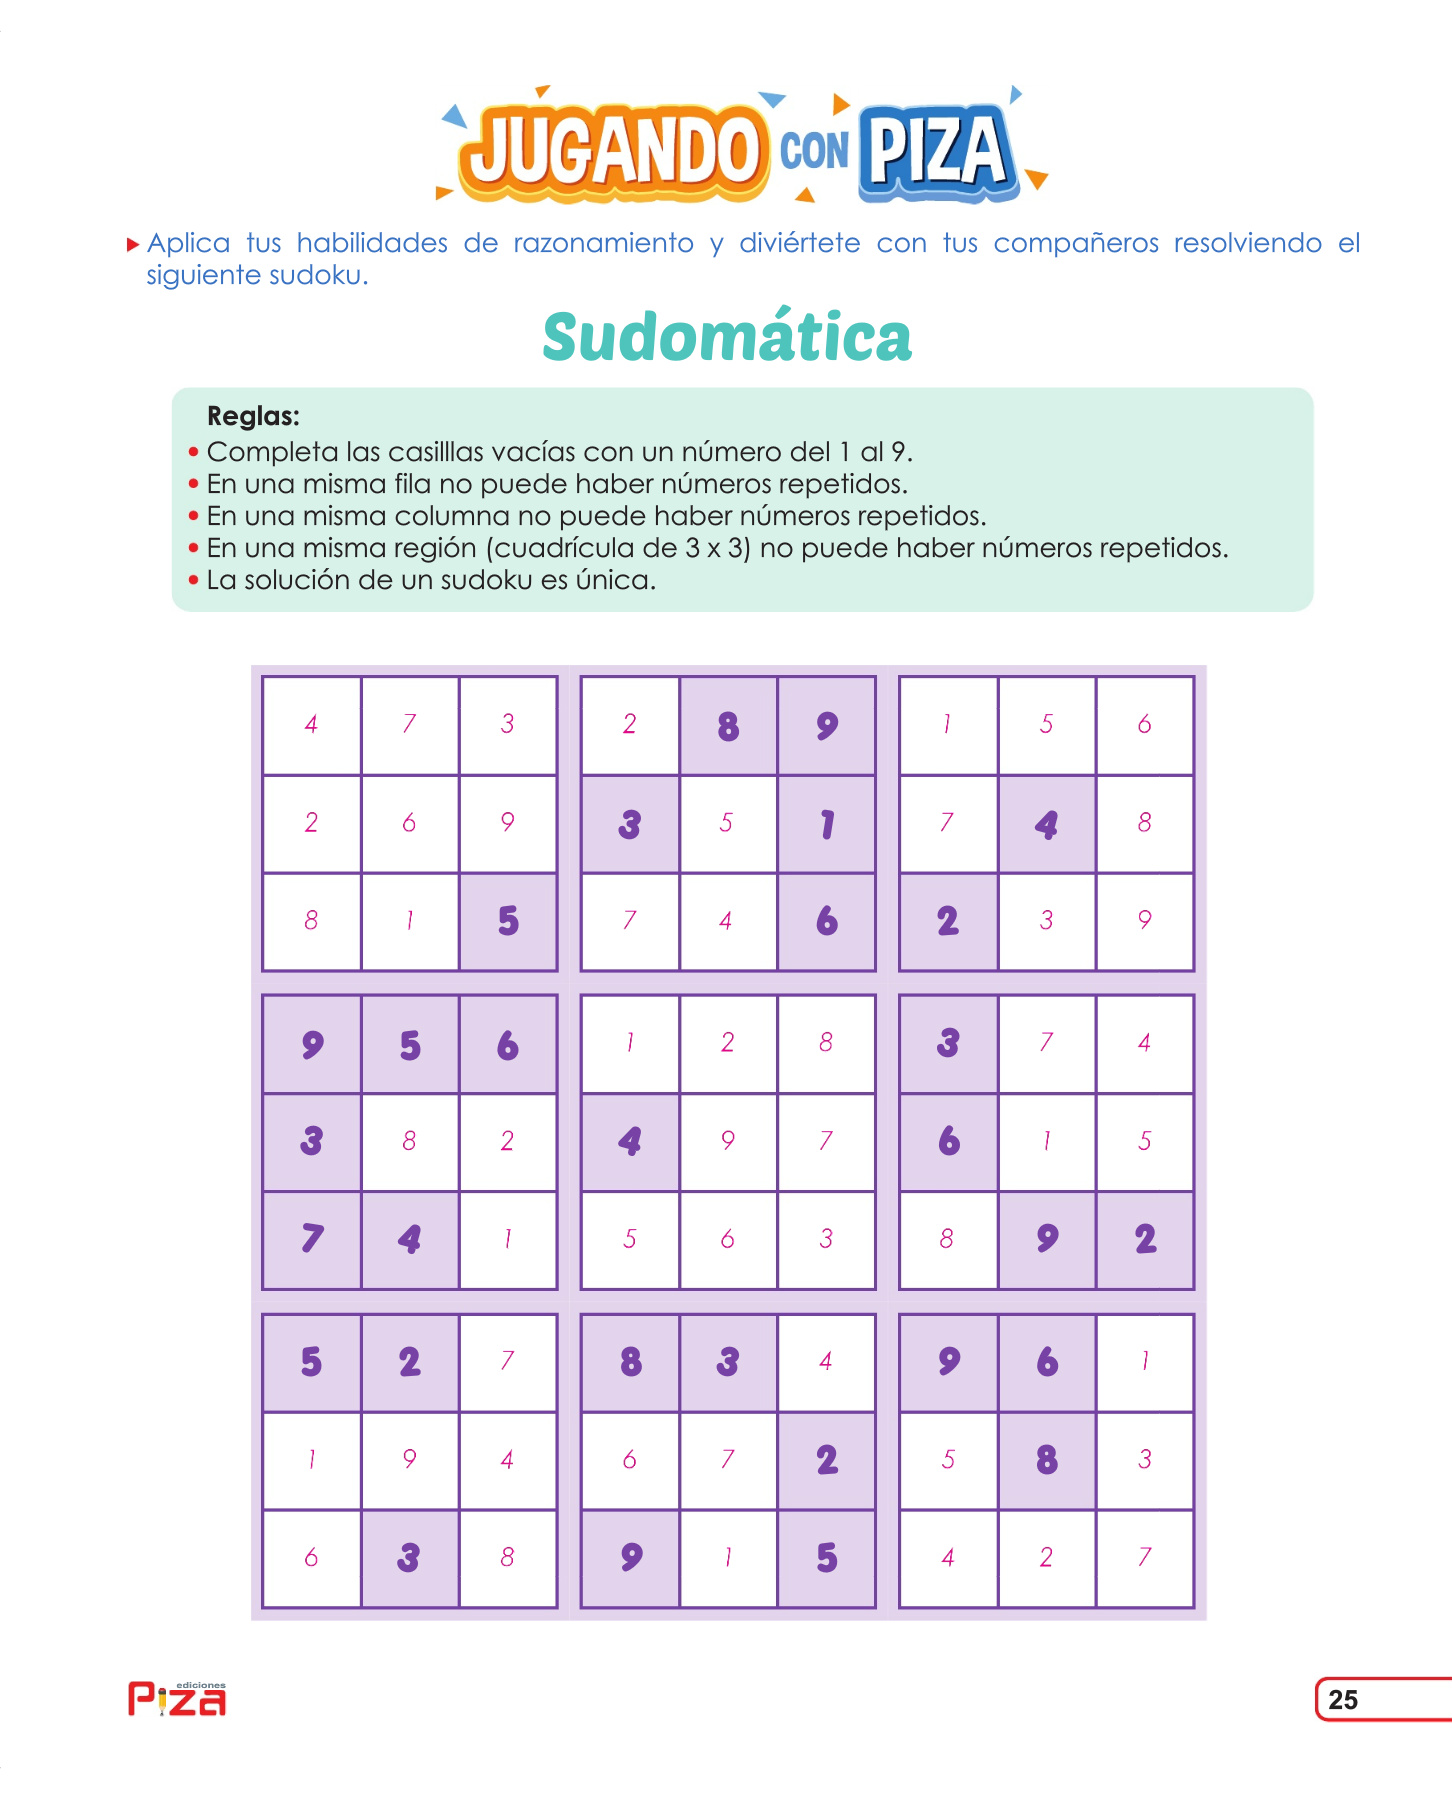 JUGANDO CON PIZA
Aplica tus habilidades de razonamiento y diviértete con tus compañeros resolviendo el
siguiente sudoku.
Sudomática
Reglas:
• Completa las casilllas vacías con un número del 1 al 9.
• En una misma fila no puede haber números repetidos.
• En una misma columna no puede haber números repetidos.
• En una misma región (cuadrícula de 3 x 3) no puede haber números repetidos.
• La solución de un sudoku es única.
4 7 3 2 8 9 1 5 6
2 6 9 3 5 1 7 4 8
8 1 5 7 4 6 2 3 9
9 5 6 1 2 8 3 7 4
3 8 2 4 9 7 6 1 5
7 4 1 5 6 3 8 9 2
5 2 7 8 3 4 9 6 1
1 9 4 6 7 2 5 8 3
6 3 8 9 1 5 4 2 7
ediciones
Piza
25